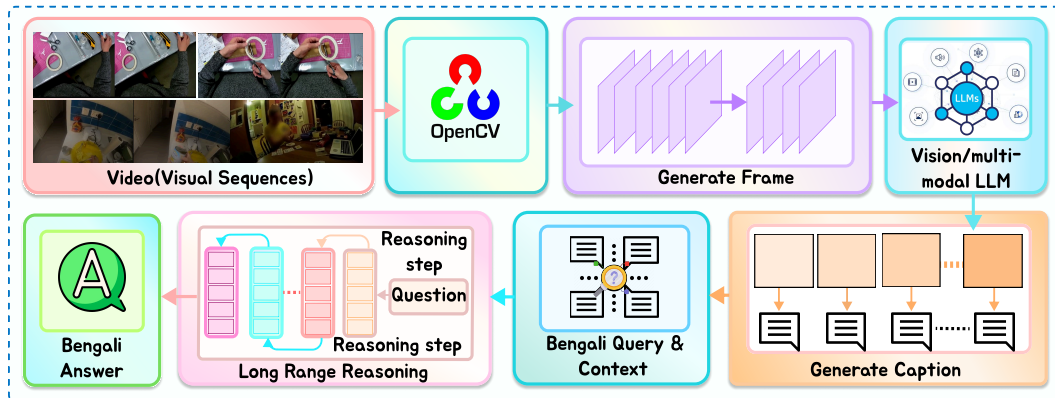 Video(Visual Sequences)
OpenCV
Generate Frame
LLMs
Vision/multi-
modal LLM
Generate Caption
?
Bengali Query &
Context
Reasoning
step
Question
Reasoning step
Long Range Reasoning
A
Bengali
Answer